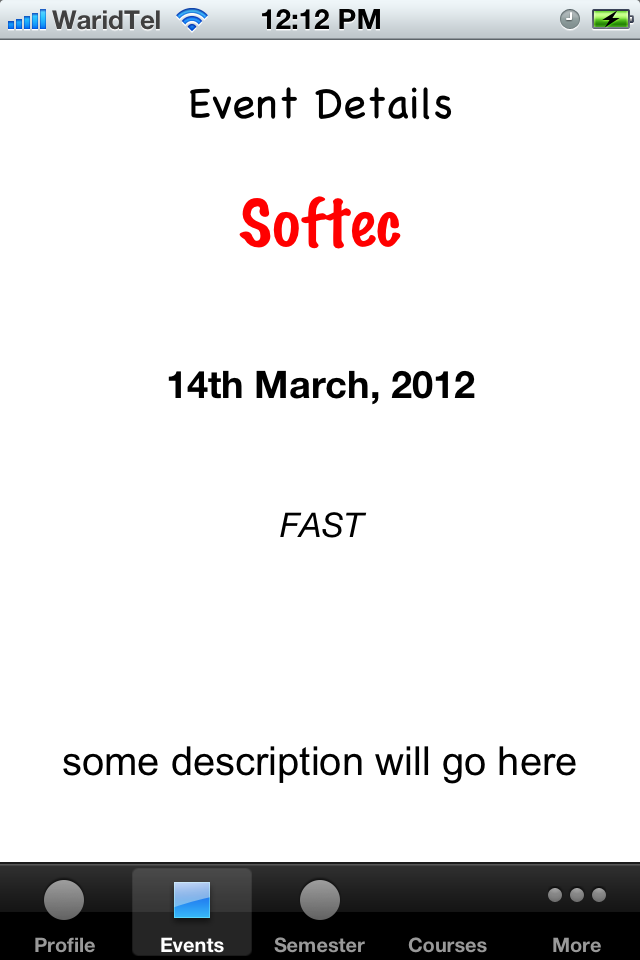 WaridTel 12:12 PM
Event Details
Softec
14th March, 2012
FAST
some description will go here
Profile Events Semester Courses More